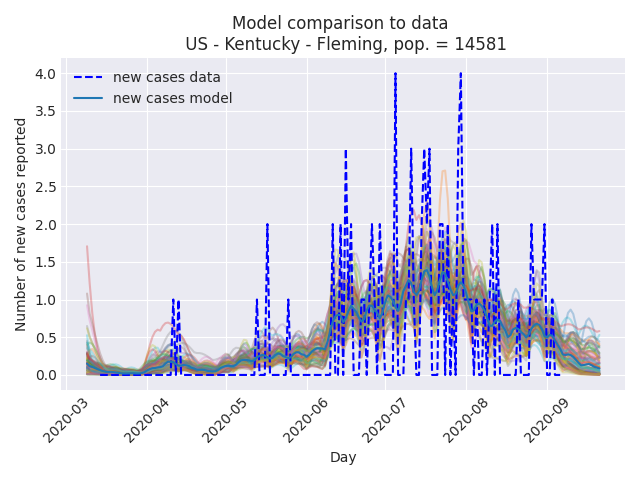 Model comparison to data
US - Kentucky - Fleming, pop. = 14581
new cases data
new cases model
Number of new cases reported
4.0
3.5
3.0
2.5
2.0
1.5
1.0
0.5
0.0
2020-03
2020-04
2020-05
2020-06
2020-07
2020-08
2020-09
Day